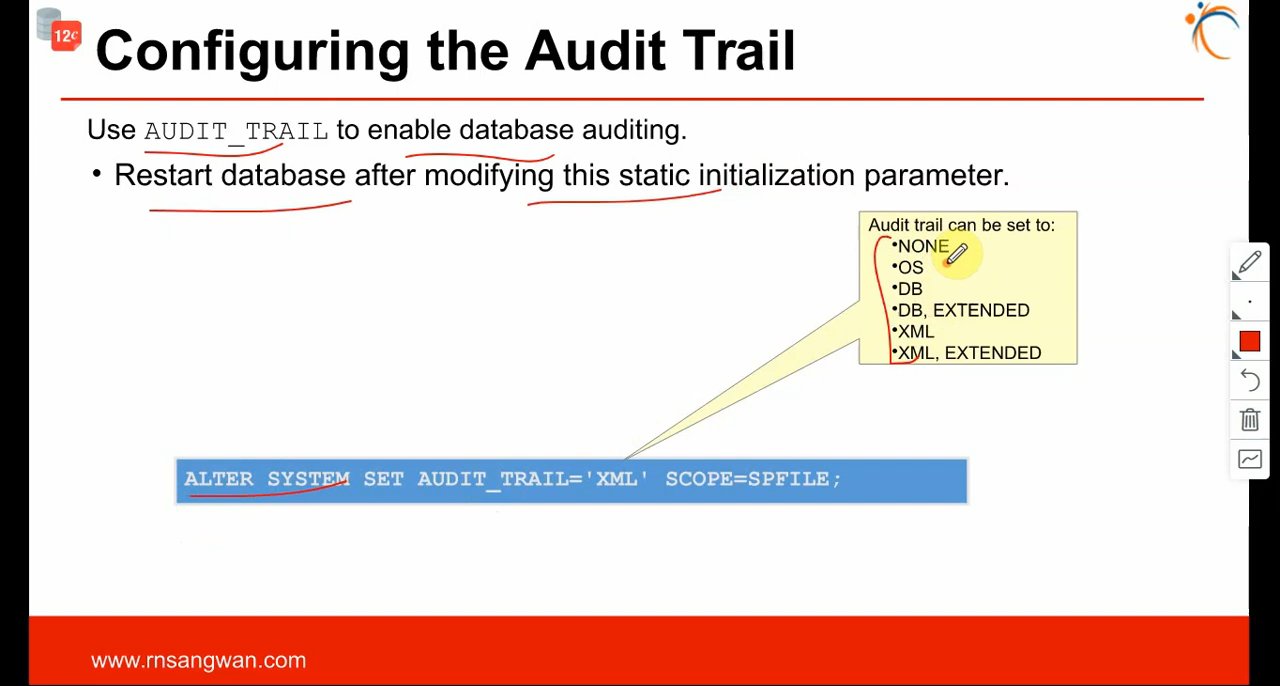 12c
Configuring the Audit Trail
Use AUDIT_TRAIL to enable database auditing.
• Restart database after modifying this static initialization parameter.
Audit trail can be set to:
•NONE
•OS
•DB
•DB, EXTENDED
•XML
•XML, EXTENDED
ALTER SYSTEM SET AUDIT_TRAIL='XML' SCOPE=SPFILE;
www.rnsangwan.com